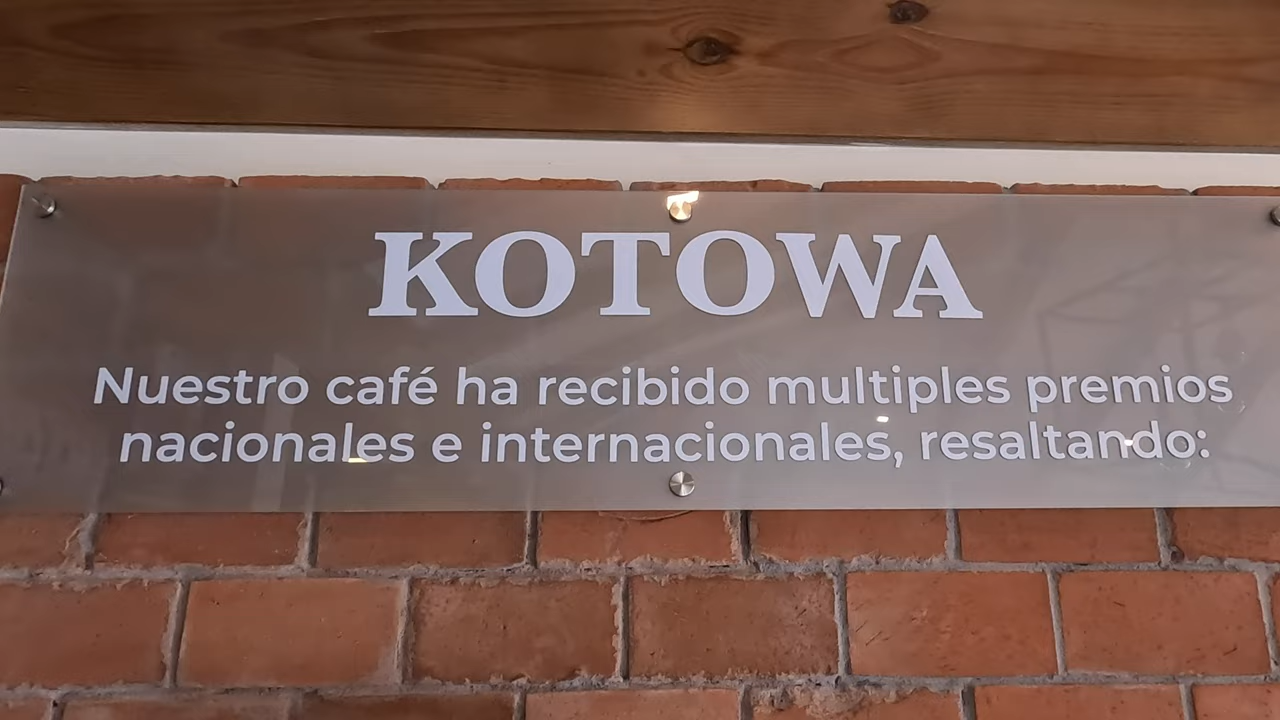 KOTOWA
Nuestro café ha recibido multiples premios
nacionales e internacionales, resaltando: